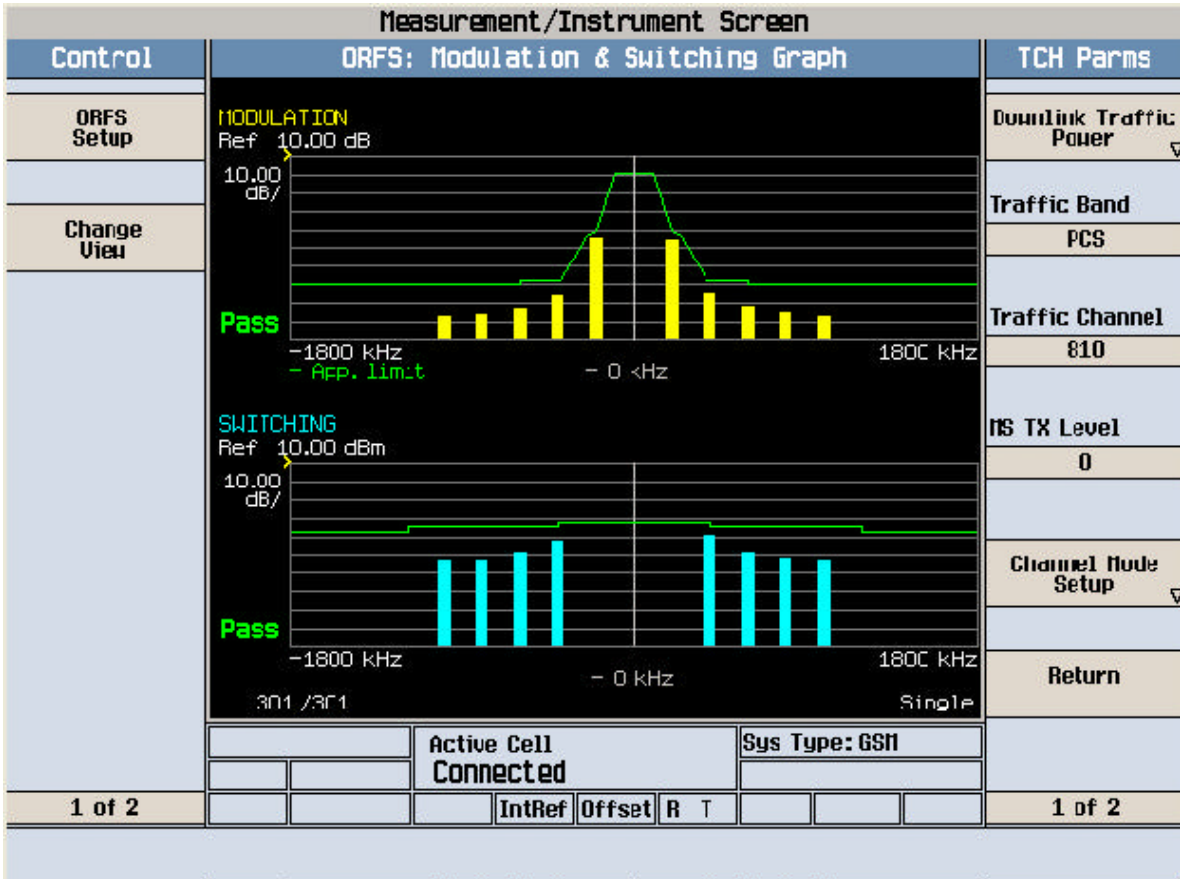 Measurement/Instrument Screen
Control
ORFS: Modulation & Switching Graph
TCH Parms
ORFS
Setup
Change
View
1 of 2
MODULATION
Ref 10.00 dB
10.00
dB/
Pass
-1800 kHz
1800 kHz
- App. limit
- 0 kHz
SWITCHING
Ref 10.00 dBm
10.00
dB/
Pass
-1800 kHz
1800 kHz
- 0 kHz
301 /301
Single
Active Cell
Connected
Sys Type: GSM
IntRef
Offset
R T
Downlink Traffic
Power
Traffic Band
PCS
Traffic Channel
810
MS TX Level
0
Channel Mode
Setup
Return
1 of 2